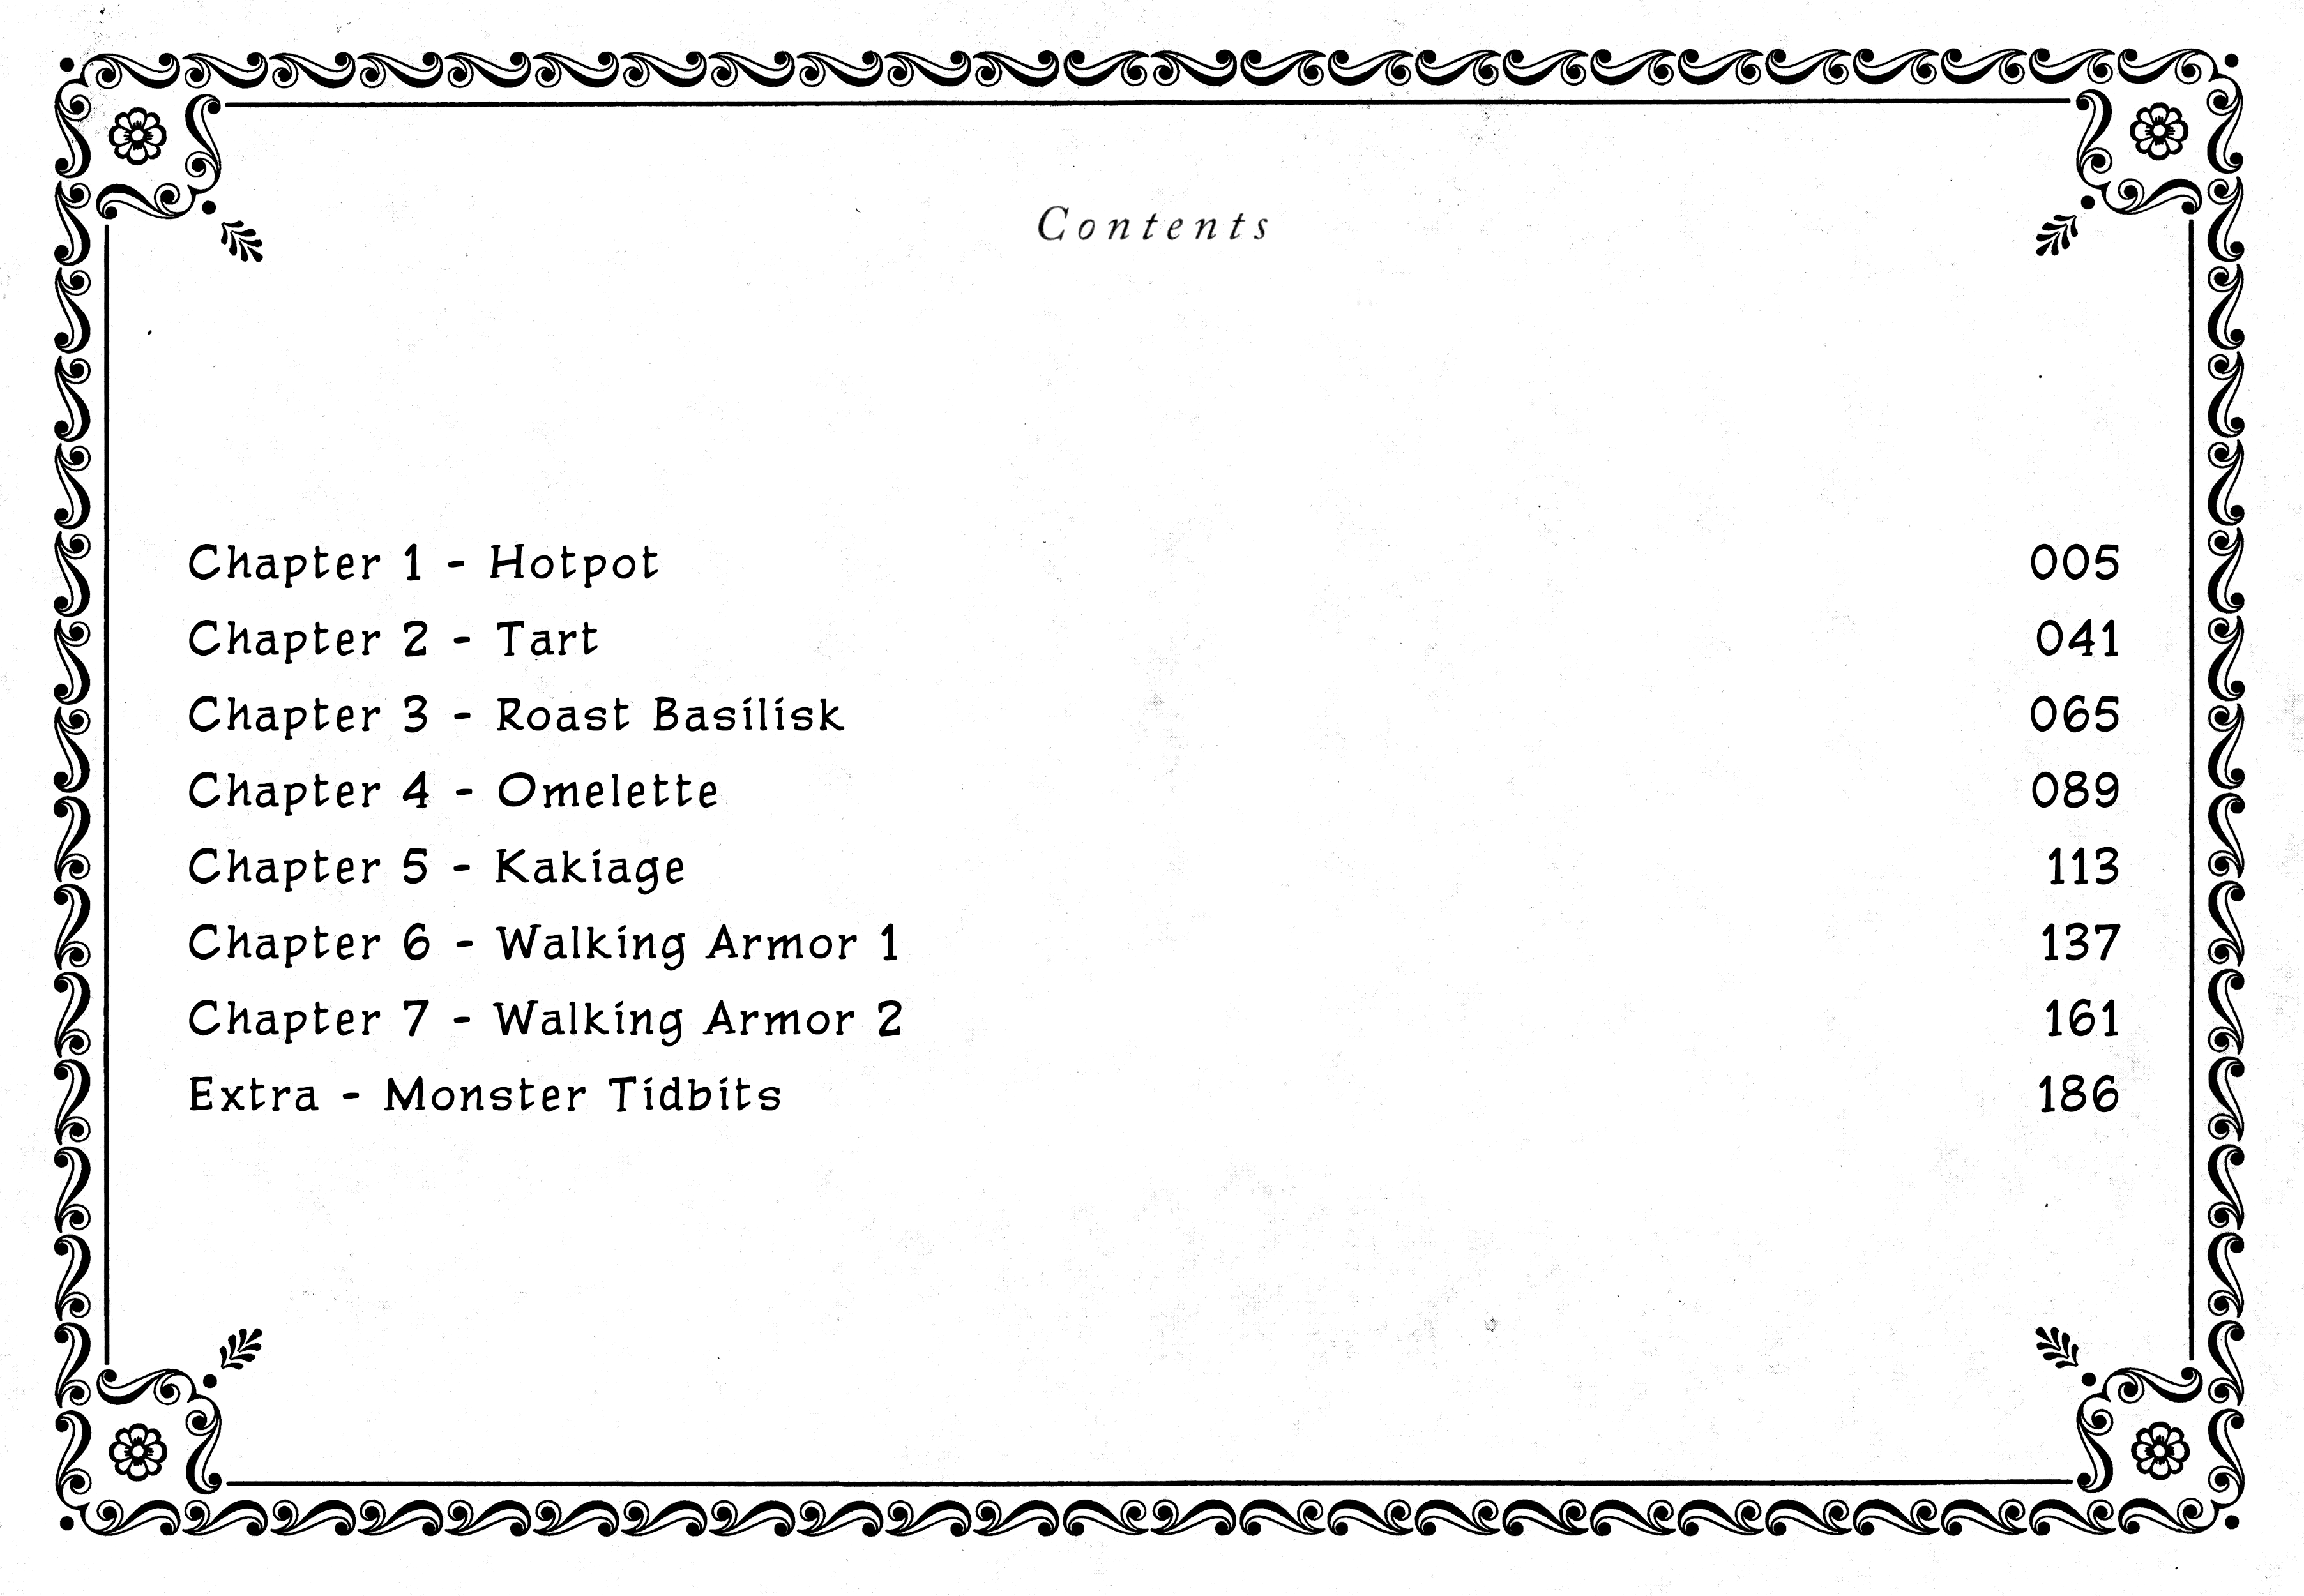 Contents
Chapter 1 - Hotpot 005
Chapter 2 - Tart 041
Chapter 3 - Roast Basilisk 065
Chapter 4 - Omelette 089
Chapter 5 - Kakiage 113
Chapter 6 - Walking Armor 1 137
Chapter 7 - Walking Armor 2 161
Extra - Monster Tidbits 186